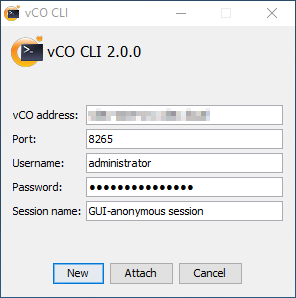 vCO CLI
vCO CLI 2.0.0
vCO address:
Port: 8265
Username: administrator
Password: ●●●●●●●●●●●●●●●
Session name: GUI-anonymous session
New Attach Cancel